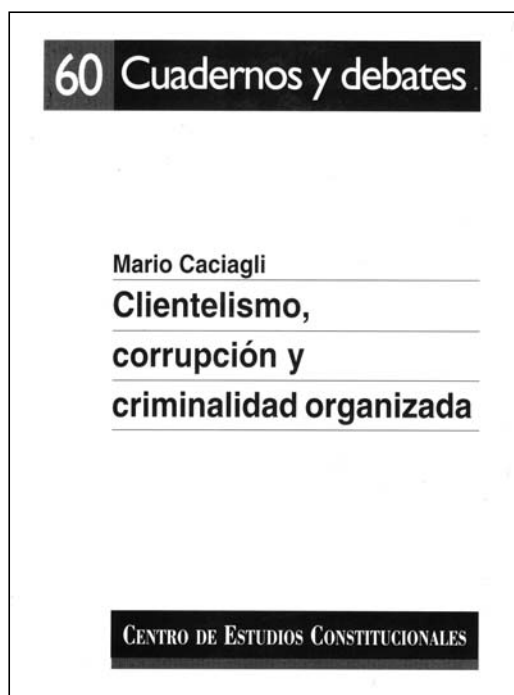 60 Cuadernos y debates
Mario Caciagli
Clientelismo,
corrupción y
criminalidad organizada
CENTRO DE ESTUDIOS CONSTITUCIONALES